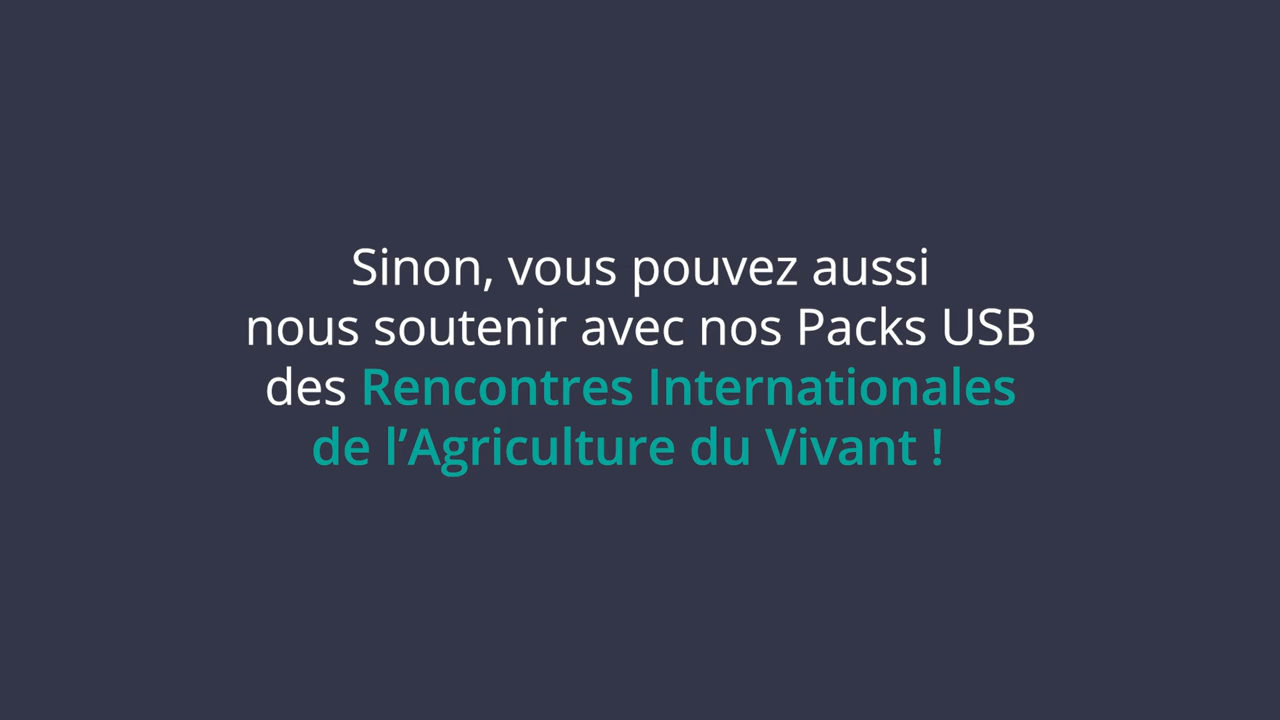 Sinon, vous pouvez aussi
nous soutenir avec nos Packs USB
des Rencontres Internationales
de l’Agriculture du Vivant !